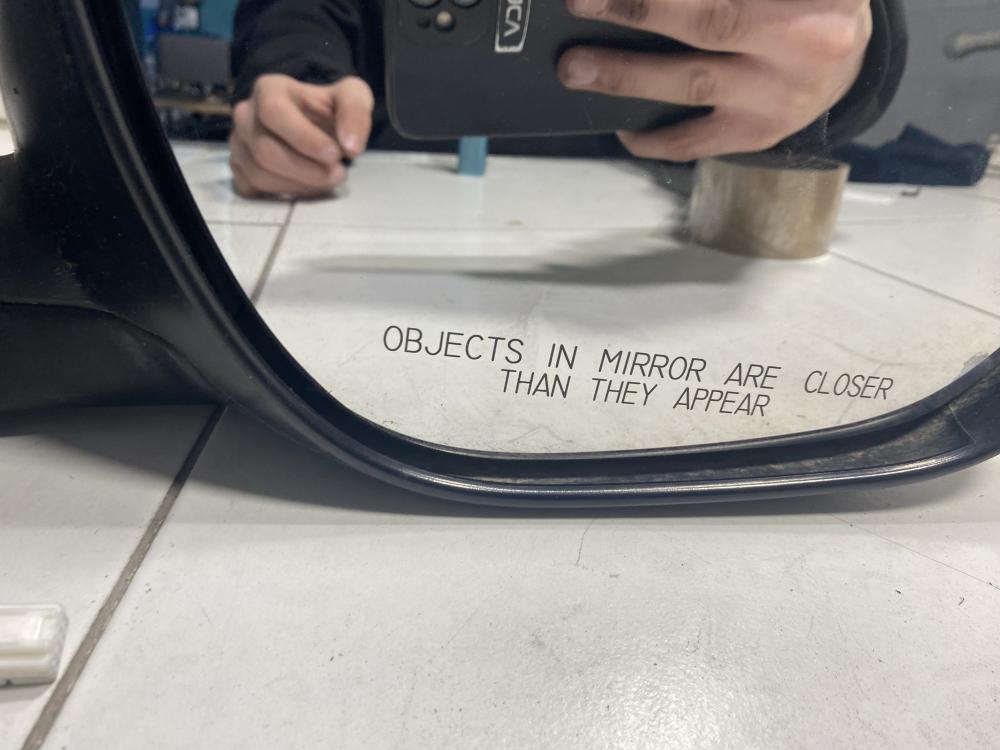 OBJECTS IN MIRROR ARE CLOSER
THAN THEY APPEAR